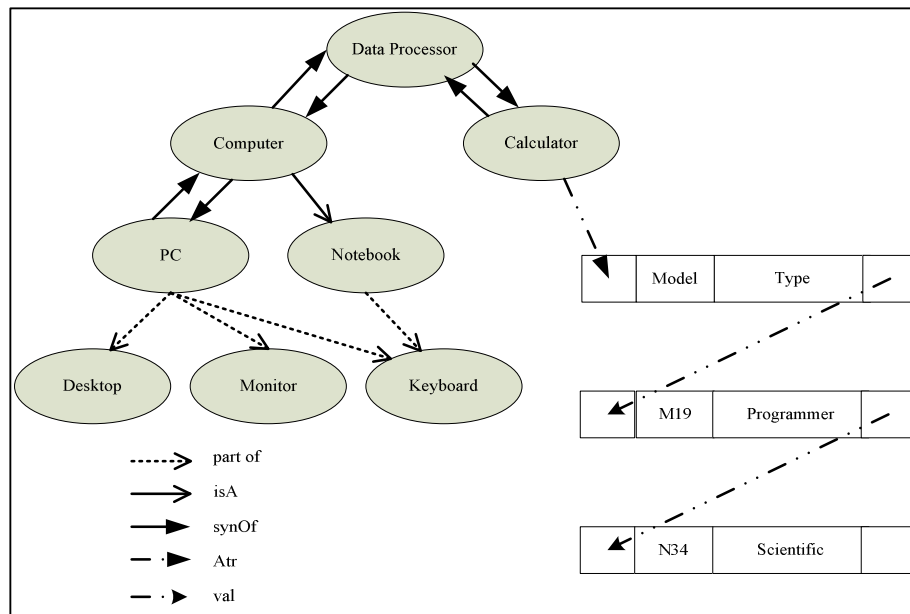 Data Processor
Computer
Calculator
PC
Notebook
Model Type
Desktop
Monitor
Keyboard
M19 Programmer
part of
isA
synOf
Atr
val
N34 Scientific